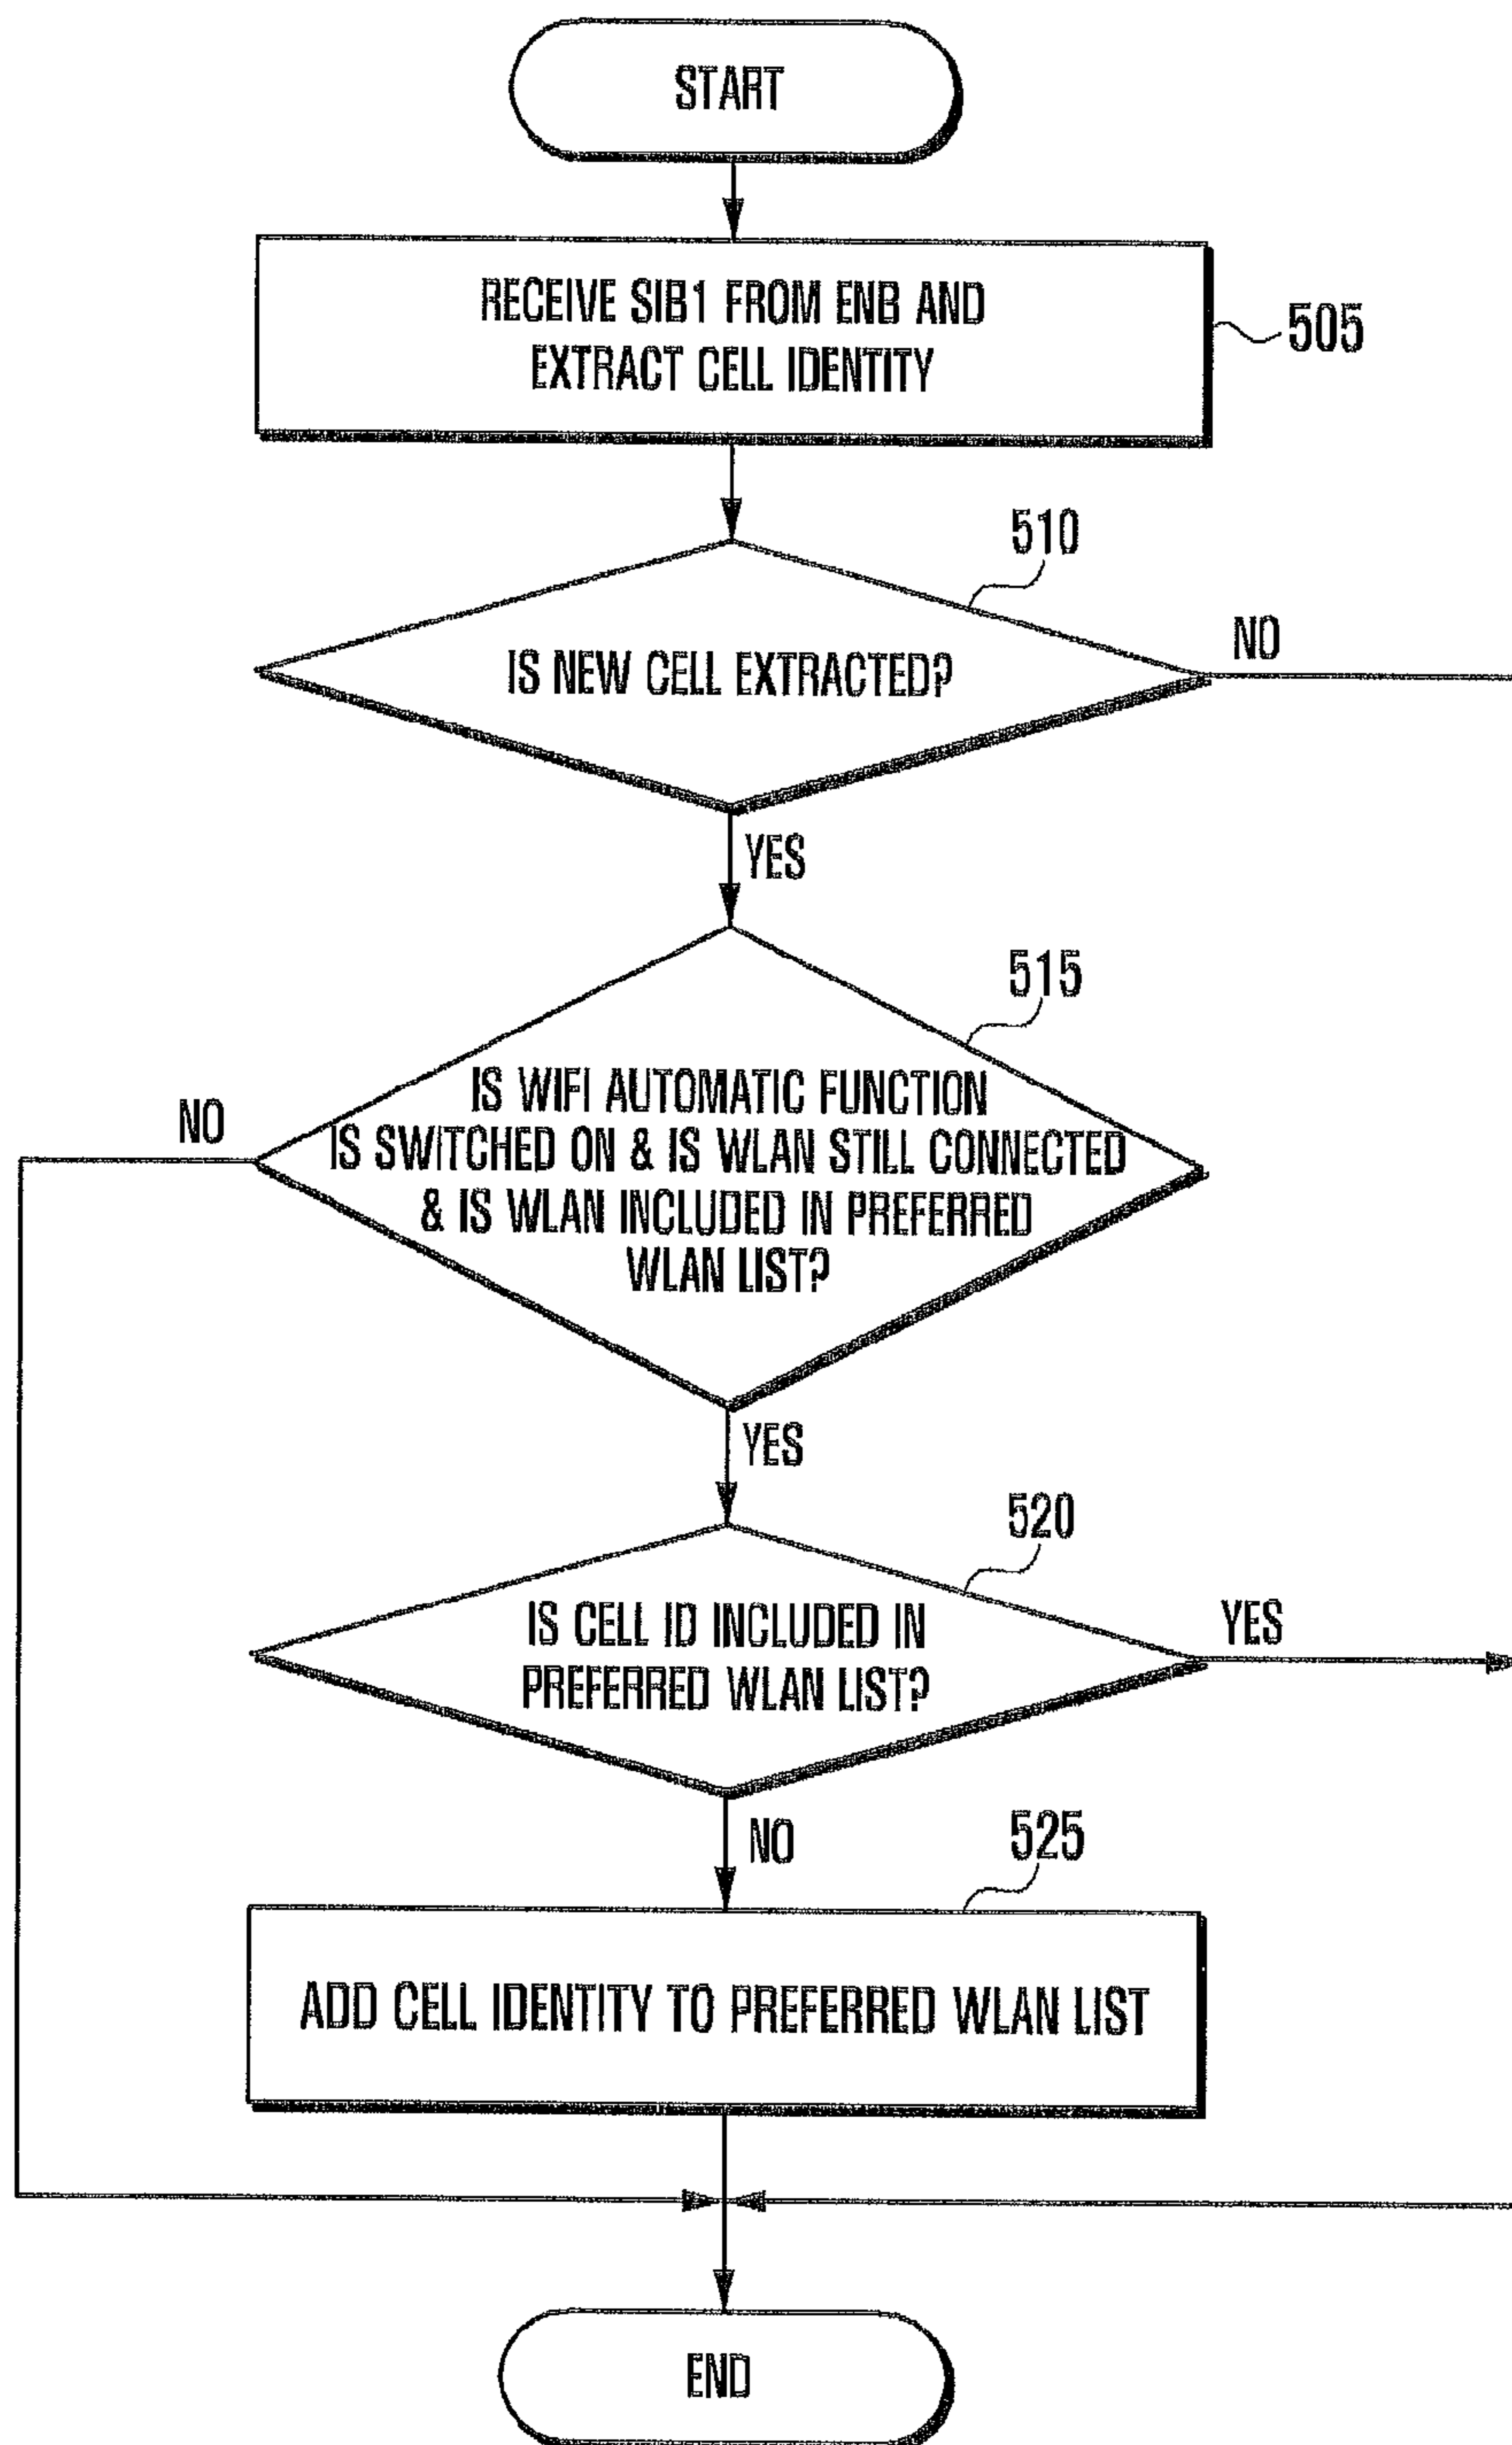 START
RECEIVE SIB1 FROM ENB AND
EXTRACT CELL IDENTITY
505
510
IS NEW CELL EXTRACTED?
NO
YES
515
IS WIFI AUTOMATIC FUNCTION
IS SWITCHED ON & IS WLAN STILL CONNECTED
& IS WLAN INCLUDED IN PREFERRED
WLAN LIST?
NO
YES
520
IS CELL ID INCLUDED IN
PREFERRED WLAN LIST?
YES
NO
525
ADD CELL IDENTITY TO PREFERRED WLAN LIST
END